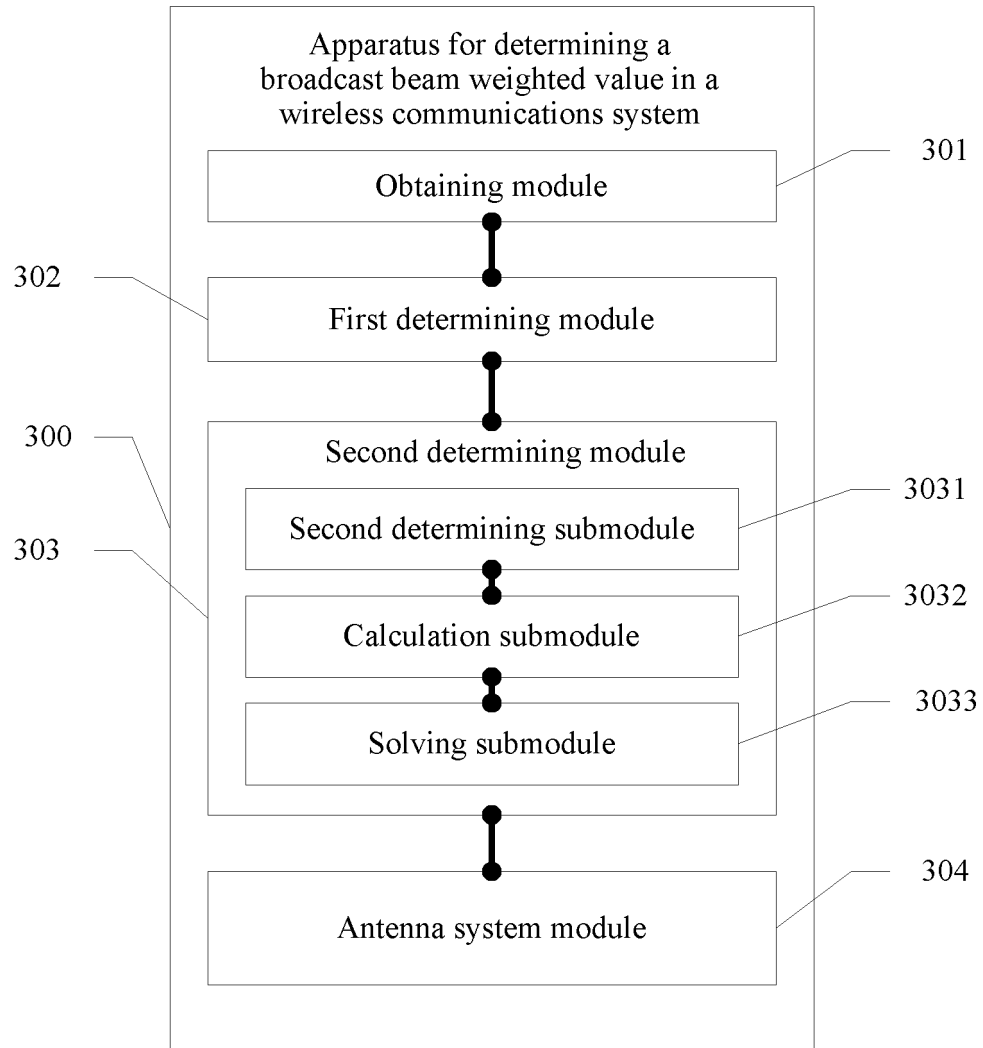 Apparatus for determining a
broadcast beam weighted value in a
wireless communications system
301
Obtaining module
302
First determining module
300
Second determining module
3031
Second determining submodule
303
3032
Calculation submodule
3033
Solving submodule
304
Antenna system module